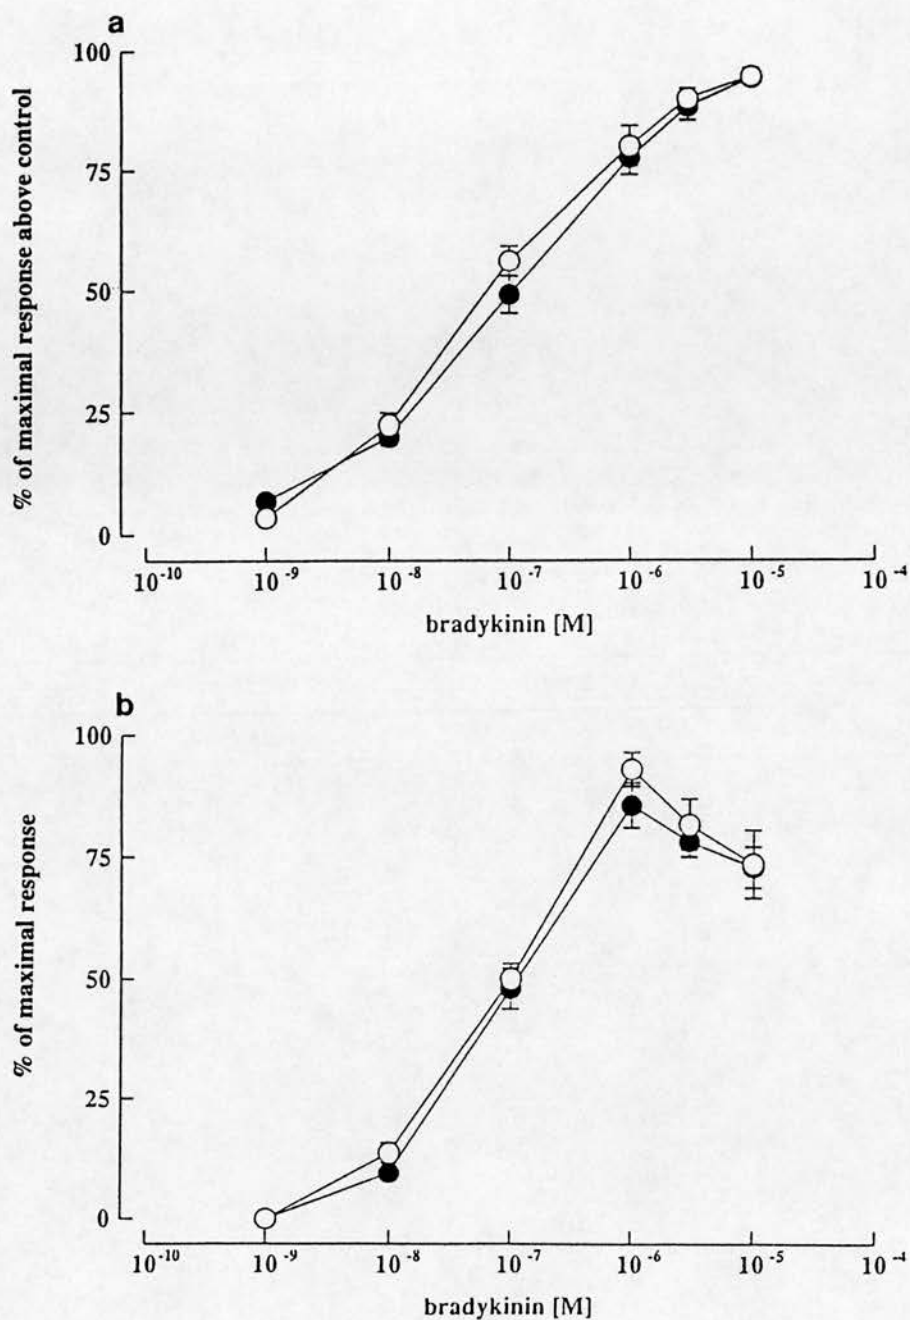 a
% of maximal response above control
100
75
50
25
0
10⁻¹⁰ 10⁻⁹ 10⁻⁸ 10⁻⁷ 10⁻⁶ 10⁻⁵ 10⁻⁴
bradykinin [M]
b
% of maximal response
100
75
50
25
0
10⁻¹⁰ 10⁻⁹ 10⁻⁸ 10⁻⁷ 10⁻⁶ 10⁻⁵ 10⁻⁴
bradykinin [M]